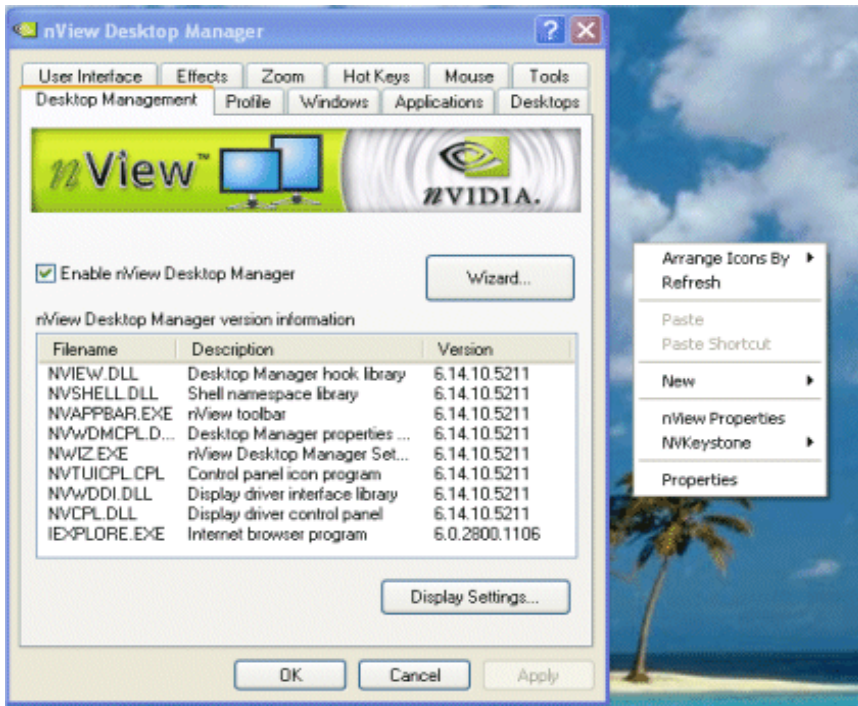 nView Desktop Manager
User Interface Effects Zoom Hot Keys Mouse Tools
Desktop Management Profile Windows Applications Desktops
nView™
nVIDIA.
Enable nView Desktop Manager
Wizard...
nView Desktop Manager version information
Filename Description Version
NVIEW.DLL Desktop Manager hook library 6.14.10.5211
NVSHELL.DLL Shell namespace library 6.14.10.5211
NVAPPBAR.EXE nView toolbar 6.14.10.5211
NVWDMCPL.D... Desktop Manager properties ... 6.14.10.5211
NWIZ.EXE nView Desktop Manager Set... 6.14.10.5211
NVTUICPL.CPL Control panel icon program 6.14.10.5211
NVWDDI.DLL Display driver interface library 6.14.10.5211
NVCPL.DLL Display driver control panel 6.14.10.5211
IEXPLORE.EXE Internet browser program 6.0.2800.1106
Display Settings...
OK Cancel Apply
Arrange Icons By
Refresh
Paste
Paste Shortcut
New
nView Properties
NVKeystone
Properties